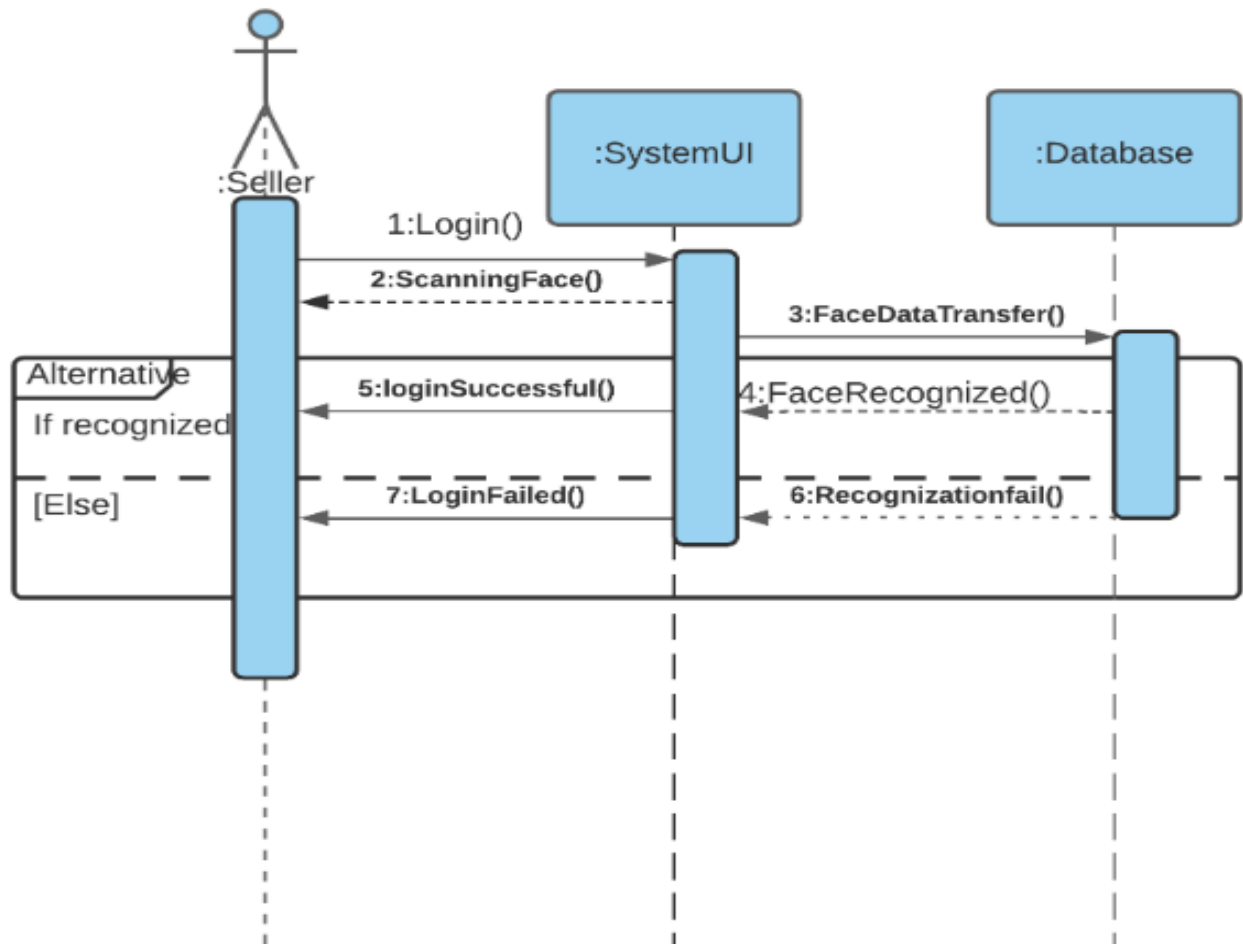 :Seller
:SystemUI
:Database
1:Login()
2:ScanningFace()
3:FaceDataTransfer()
Alternative
5:loginSuccessful()
4:FaceRecognized()
If recognized
7:LoginFailed()
6:Recognizationfail()
[Else]